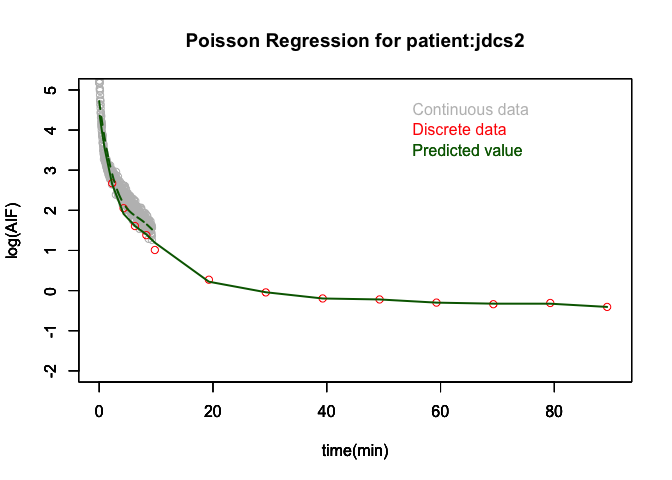 Poisson Regression for patient:jdcs2
Continuous data
Discrete data
Predicted value
log(AIF)
5
4
3
2
1
0
-1
-2
0 20 40 60 80
time(min)